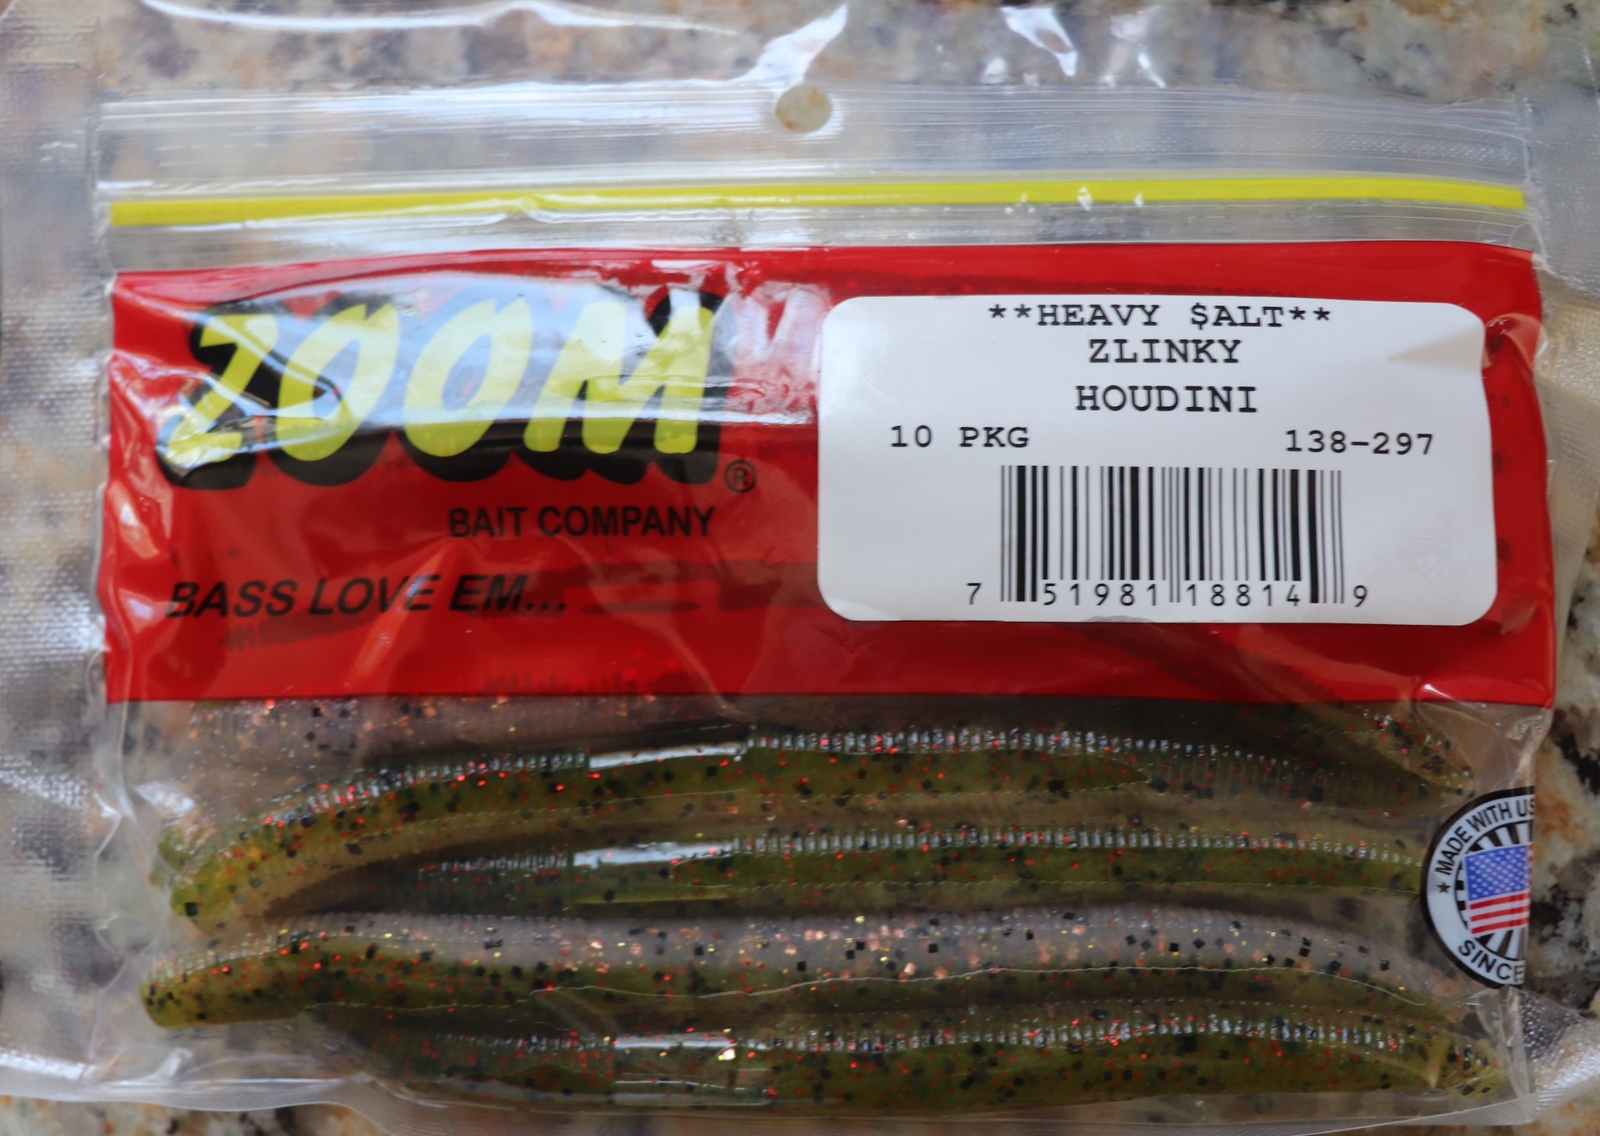 ZOOM®
BAIT COMPANY
BASS LOVE EM...
**HEAVY $ALT**
ZLINKY
HOUDINI
10 PKG 138-297
7 51981 18814 9
★ MADE WITH US
SINCE